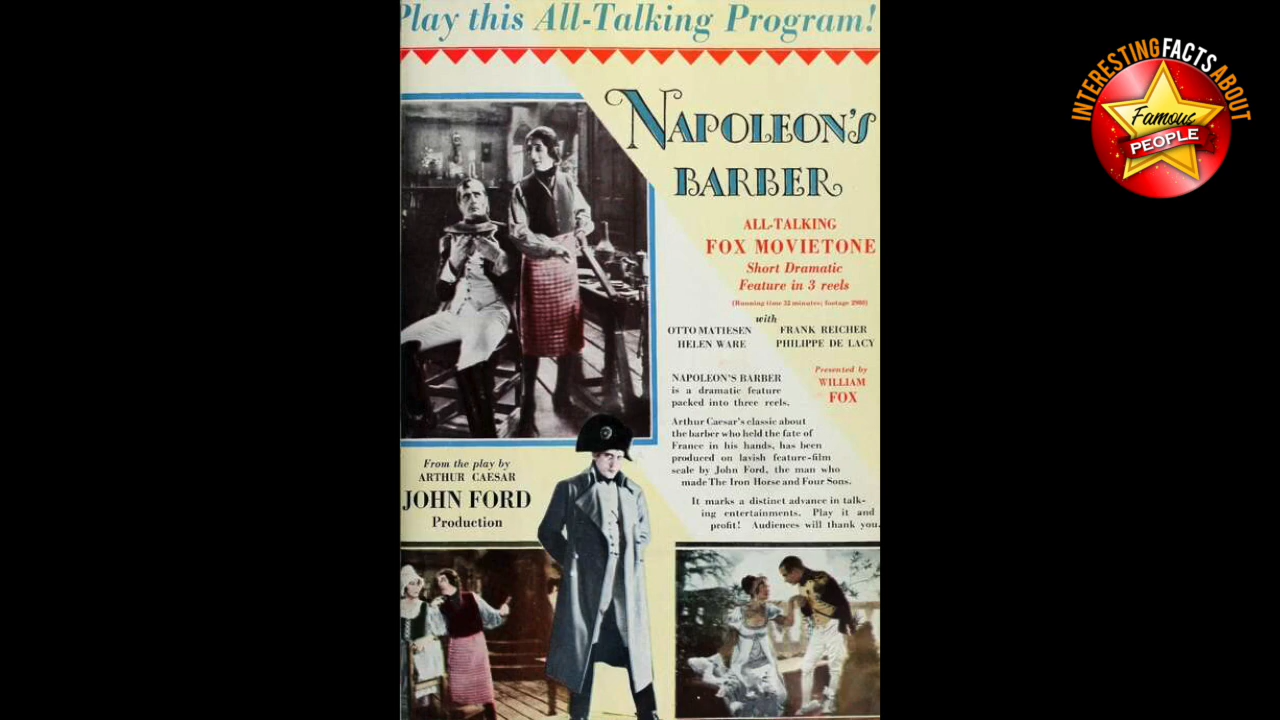 Play this All-Talking Program!
NAPOLEON'S
BARBER
ALL-TALKING
FOX MOVIETONE
Short Dramatic
Feature in 3 reels
(Running time 32 minutes; footage 2980)
with
OTTO MATIESEN FRANK REICHER
HELEN WARE PHILIPPE DE LACY
Presented by
WILLIAM
FOX
NAPOLEON'S BARBER
is a dramatic feature
packed into three reels.
Arthur Caesar's classic about
the barber who held the fate of
France in his hands, has been
produced on lavish feature-film
scale by John Ford, the man who
made The Iron Horse and Four Sons.
It marks a distinct advance in talk-
ing entertainments. Play it and
profit! Audiences will thank you.
From the play by
ARTHUR CAESAR
JOHN FORD
Production
INTERESTING FACTS ABOUT
Famous
PEOPLE